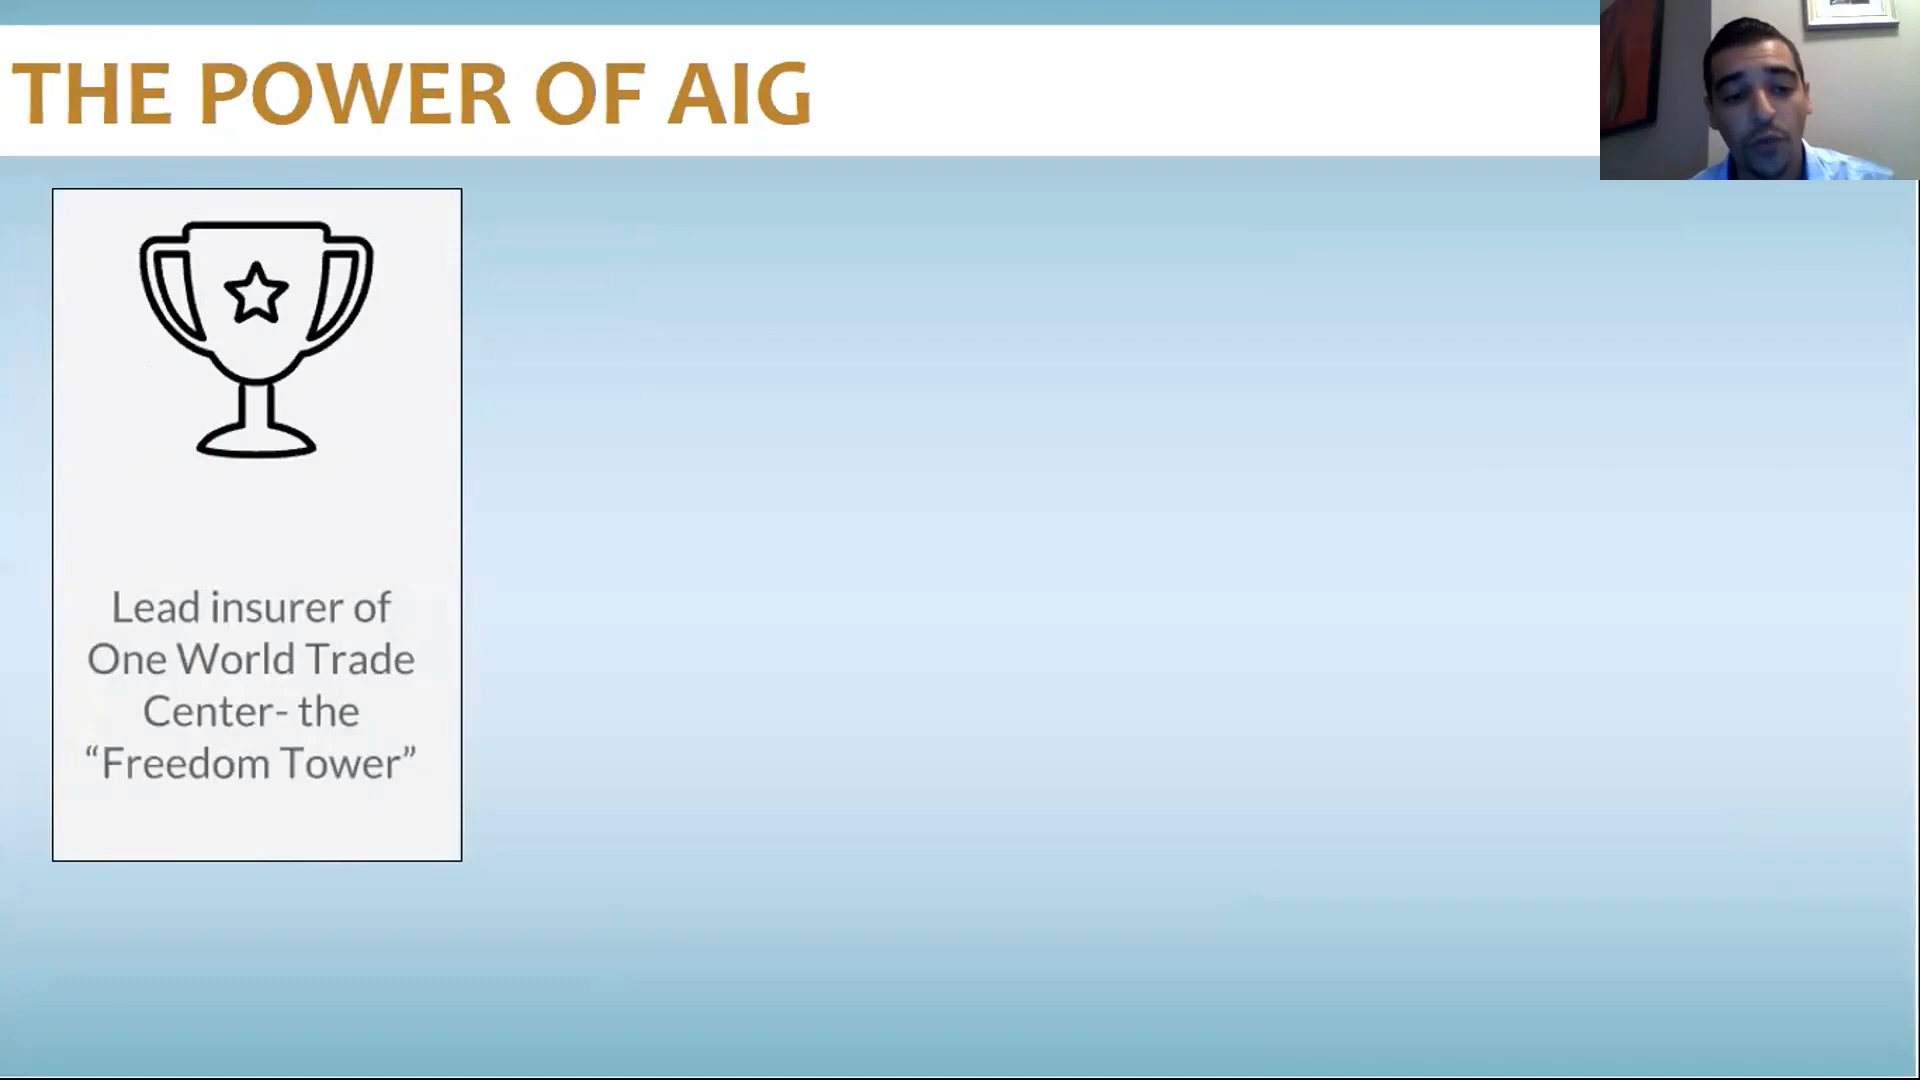 THE POWER OF AIG
Lead insurer of
One World Trade
Center- the
“Freedom Tower”